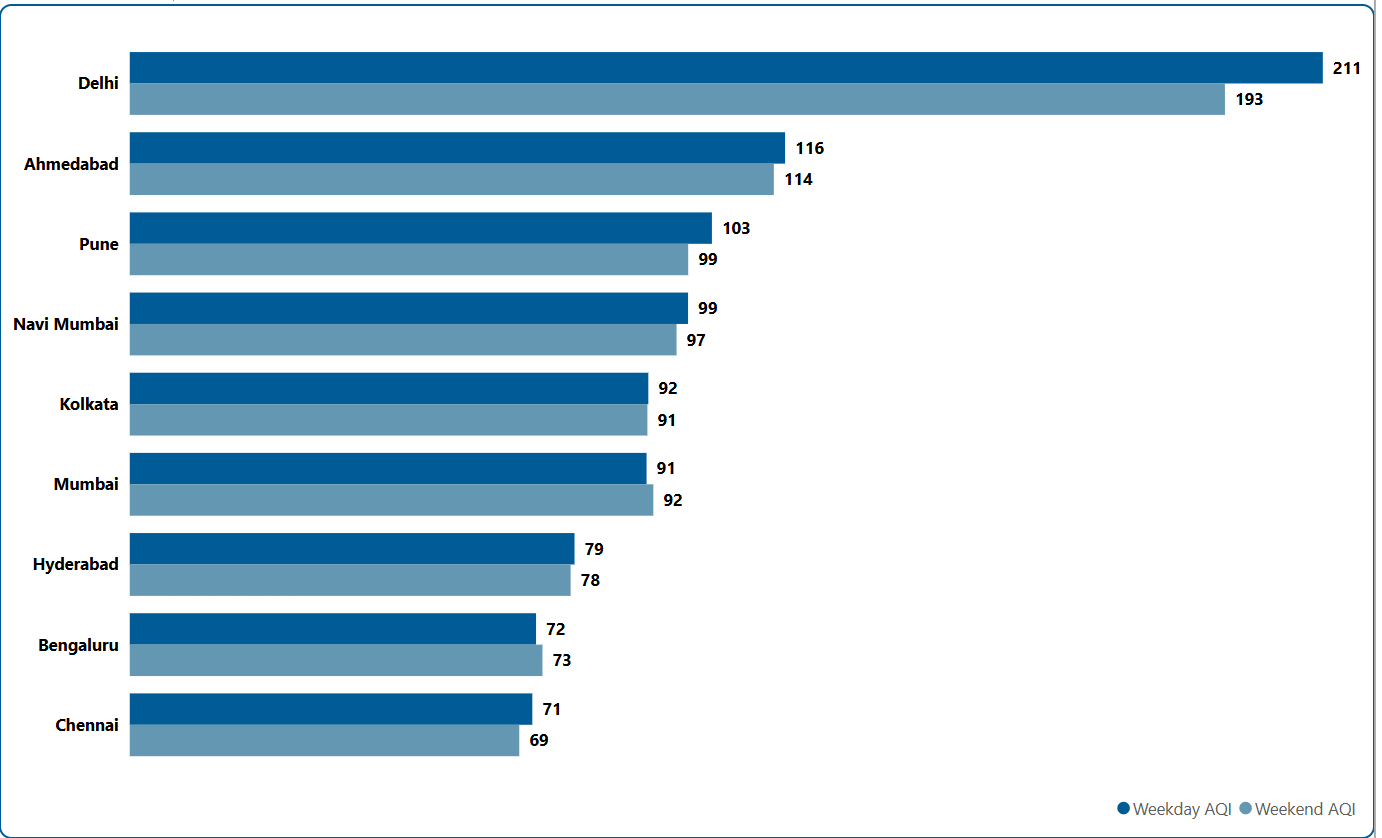 Delhi
211
193
Ahmedabad
116
114
Pune
103
99
Navi Mumbai
99
97
Kolkata
92
91
Mumbai
91
92
Hyderabad
79
78
Bengaluru
72
73
Chennai
71
69
Weekday AQI Weekend AQI